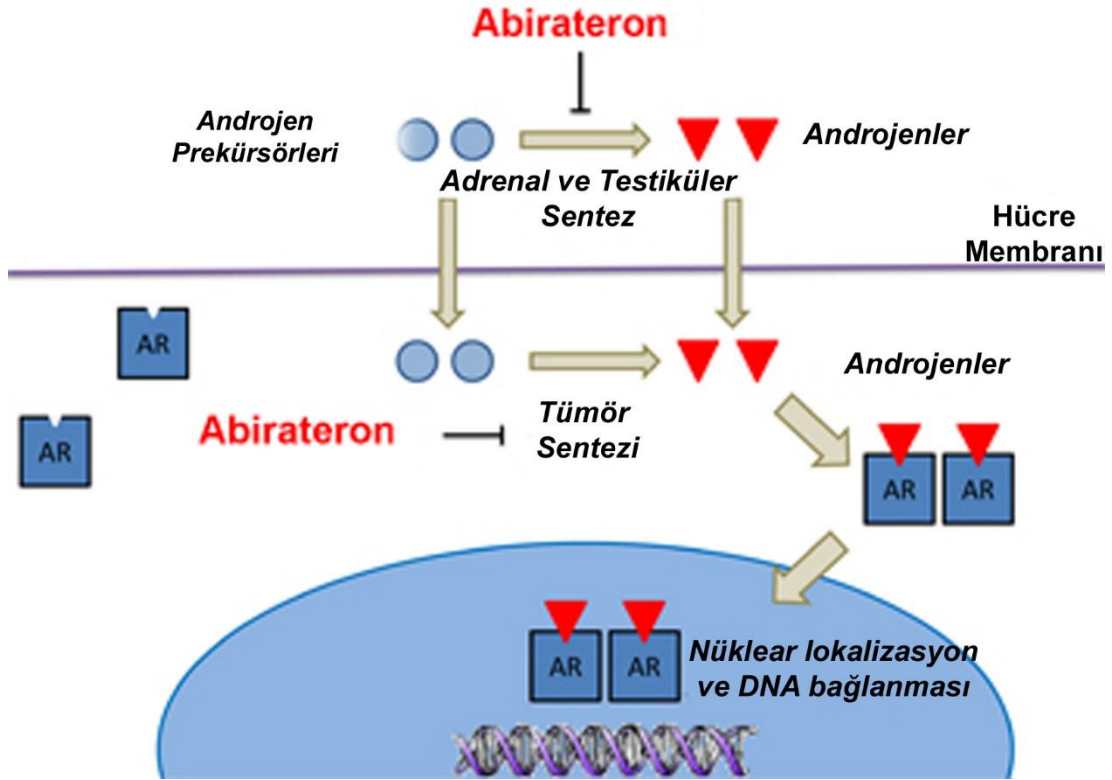 Abirateron
Androjen
Prekürsörleri
Androjenler
Adrenal ve Testiküler
Sentez
Hücre
Membranı
AR
Androjenler
AR
Abirateron
Tümör
Sentezi
AR
AR
AR
AR
Nüklear lokalizasyon
ve DNA bağlanması